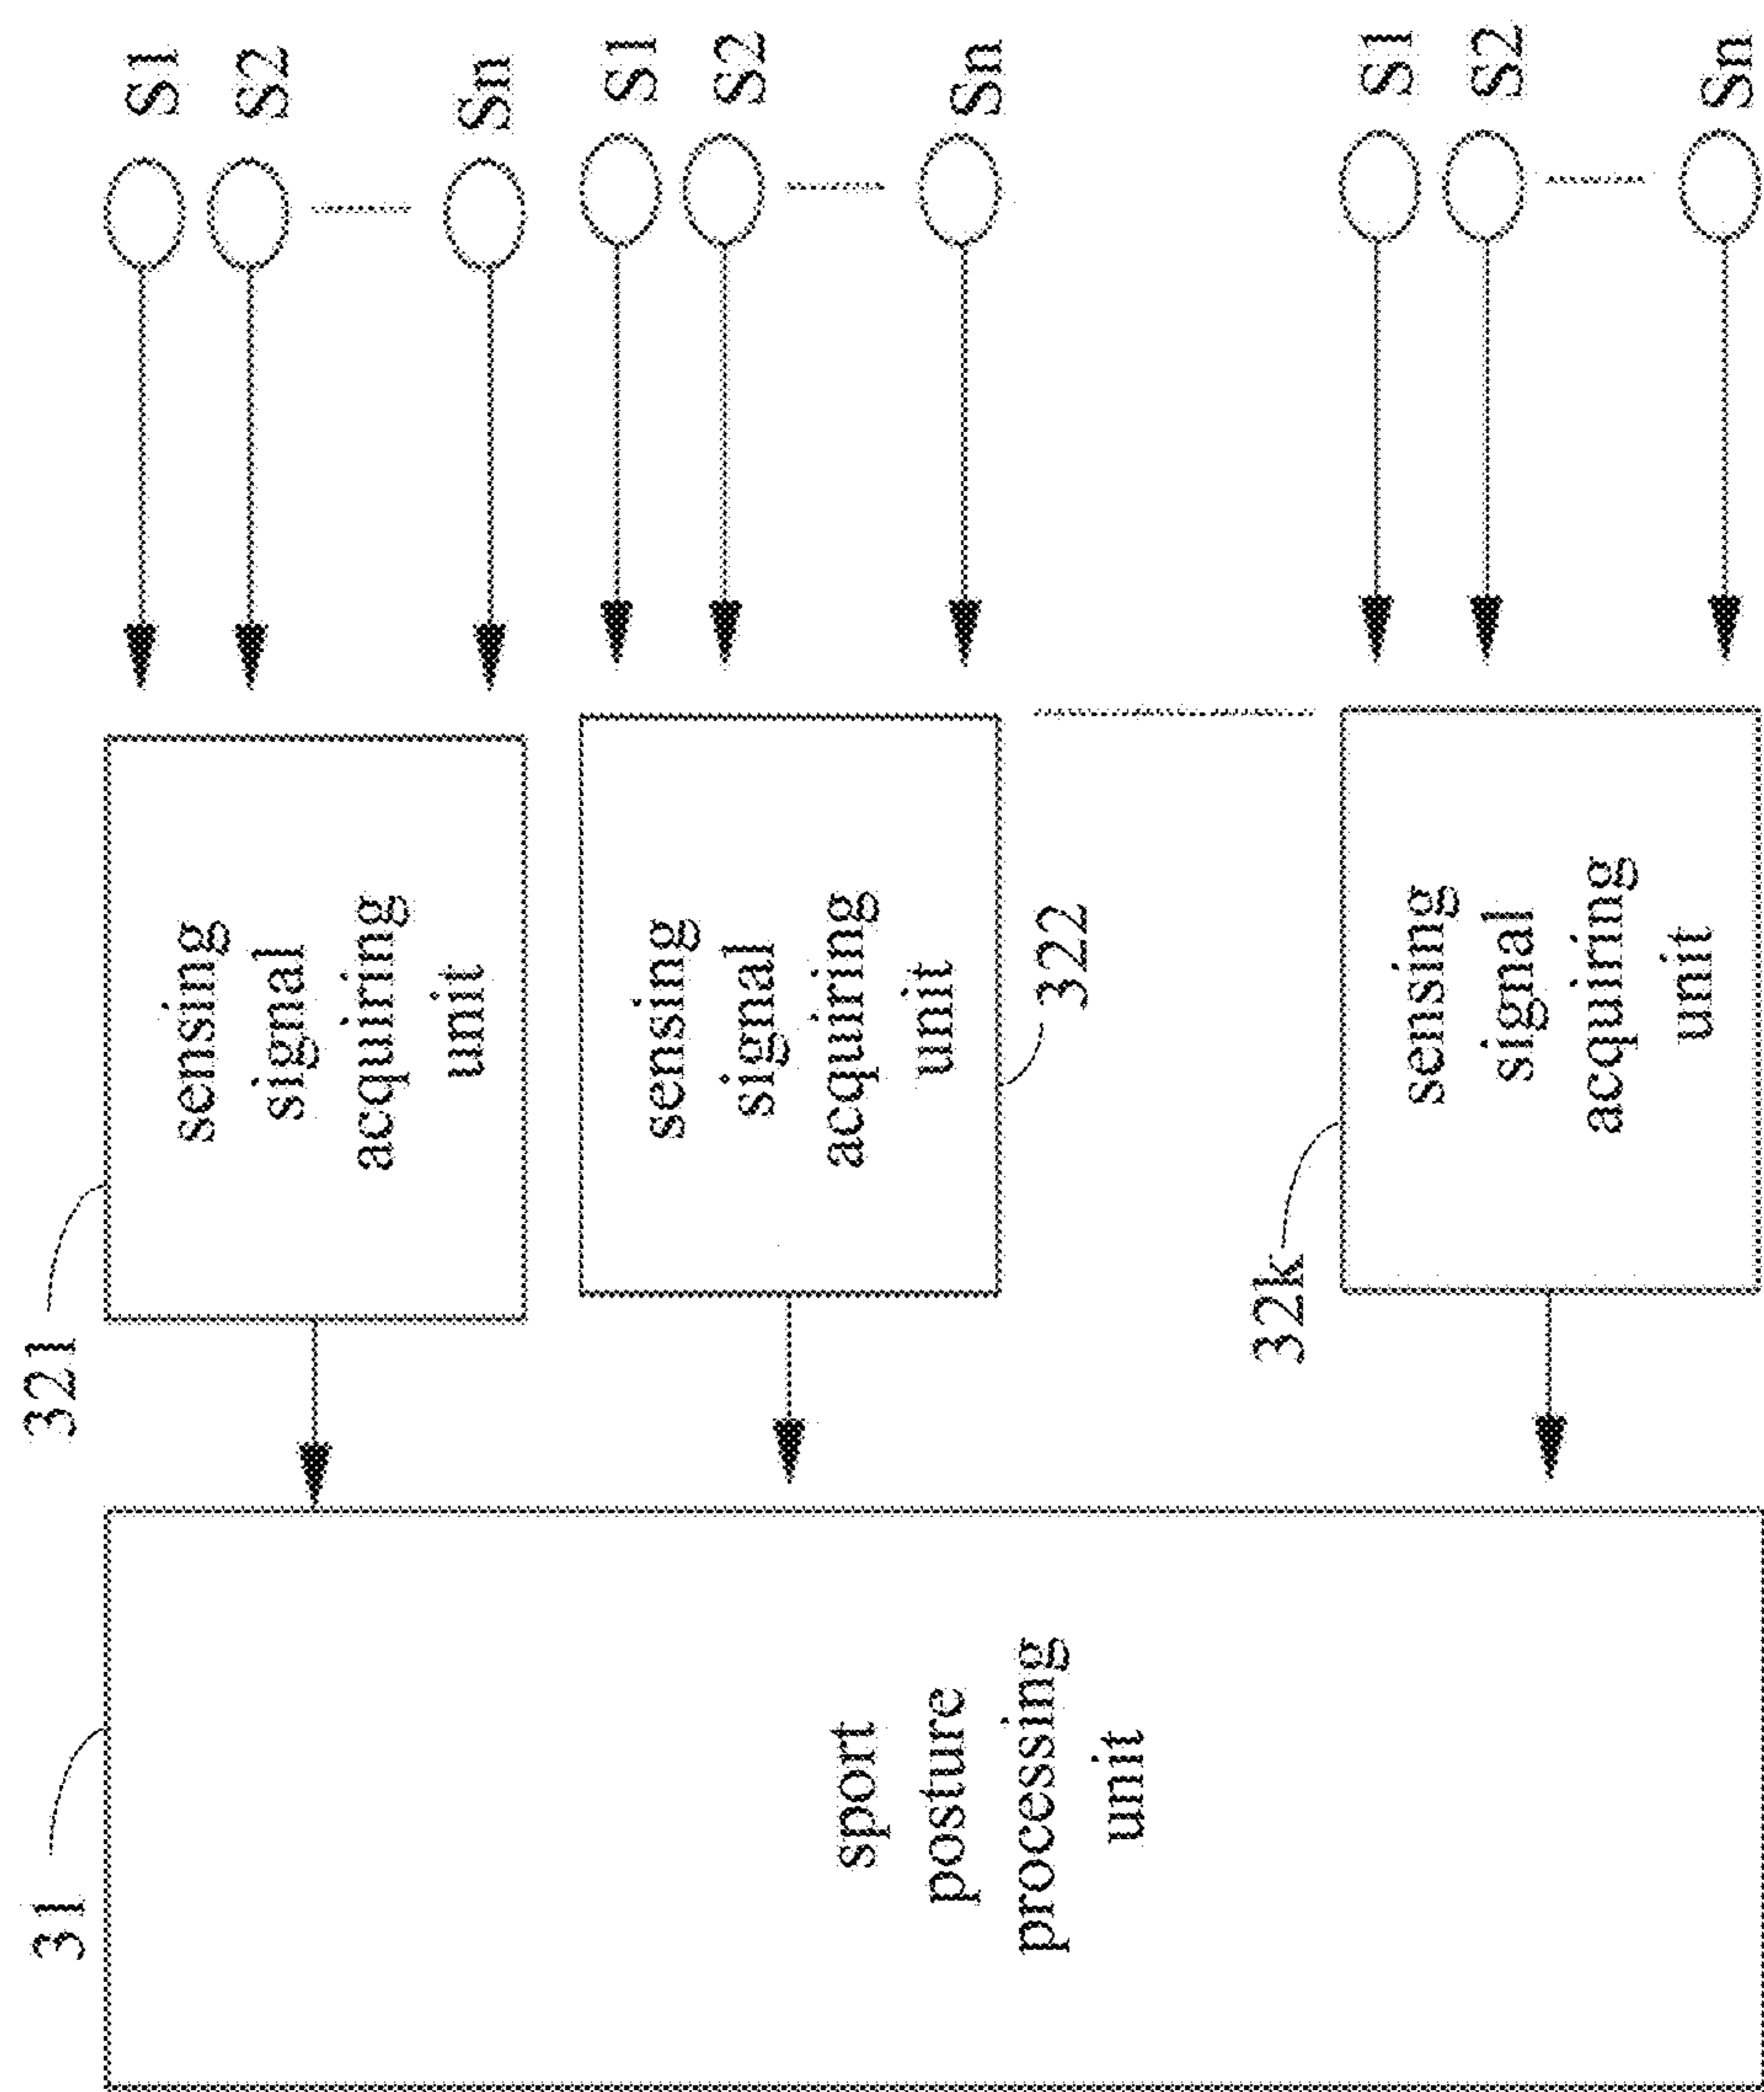 31
sport
posture
processing
unit
321
sensing
signal
acquiring
unit
S1
S2
Sn
322
sensing
signal
acquiring
unit
S1
S2
Sn
32k
sensing
signal
acquiring
unit
S1
S2
Sn